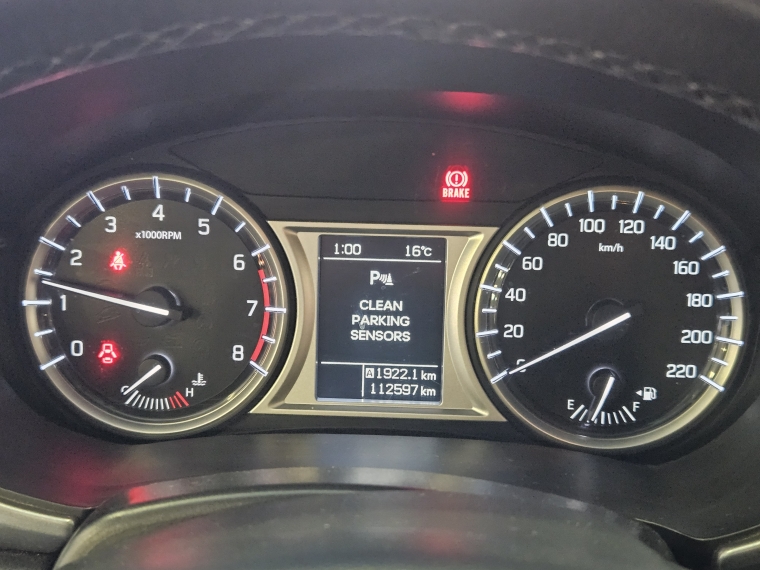 BRAKE
0
1
2
3
4
5
6
7
8
x1000RPM
C H
1:00 16°C
P
CLEAN
PARKING
SENSORS
A 1922.1 km
112597 km
20
40
60
80
100
120
140
160
180
200
220
km/h
E F